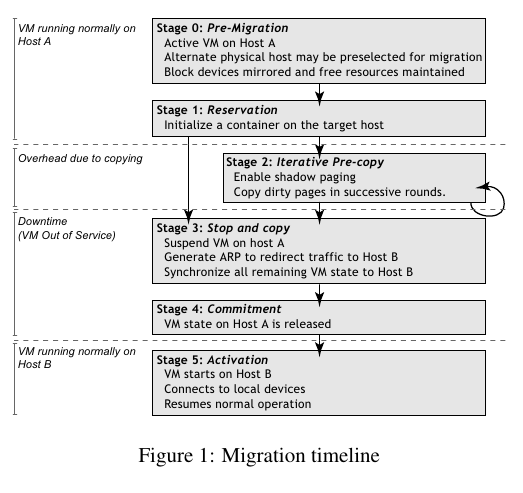 VM running normally on
Host A
Stage 0: Pre-Migration
Active VM on Host A
Alternate physical host may be preselected for migration
Block devices mirrored and free resources maintained
Stage 1: Reservation
Initialize a container on the target host
Overhead due to copying
Stage 2: Iterative Pre-copy
Enable shadow paging
Copy dirty pages in successive rounds.
Downtime
(VM Out of Service)
Stage 3: Stop and copy
Suspend VM on host A
Generate ARP to redirect traffic to Host B
Synchronize all remaining VM state to Host B
Stage 4: Commitment
VM state on Host A is released
VM running normally on
Host B
Stage 5: Activation
VM starts on Host B
Connects to local devices
Resumes normal operation
Figure 1: Migration timeline